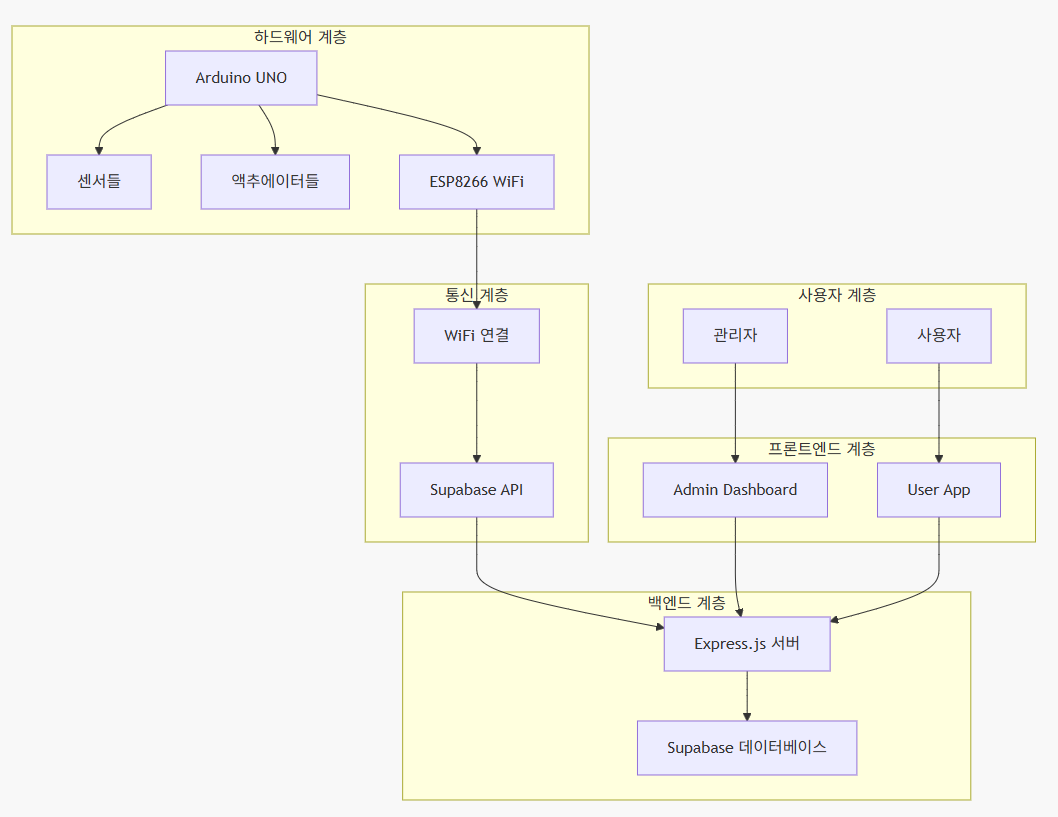 하드웨어 계층
Arduino UNO
센서들
액추에이터들
ESP8266 WiFi
통신 계층
WiFi 연결
Supabase API
사용자 계층
관리자
사용자
프론트엔드 계층
Admin Dashboard
User App
백엔드 계층
Express.js 서버
Supabase 데이터베이스